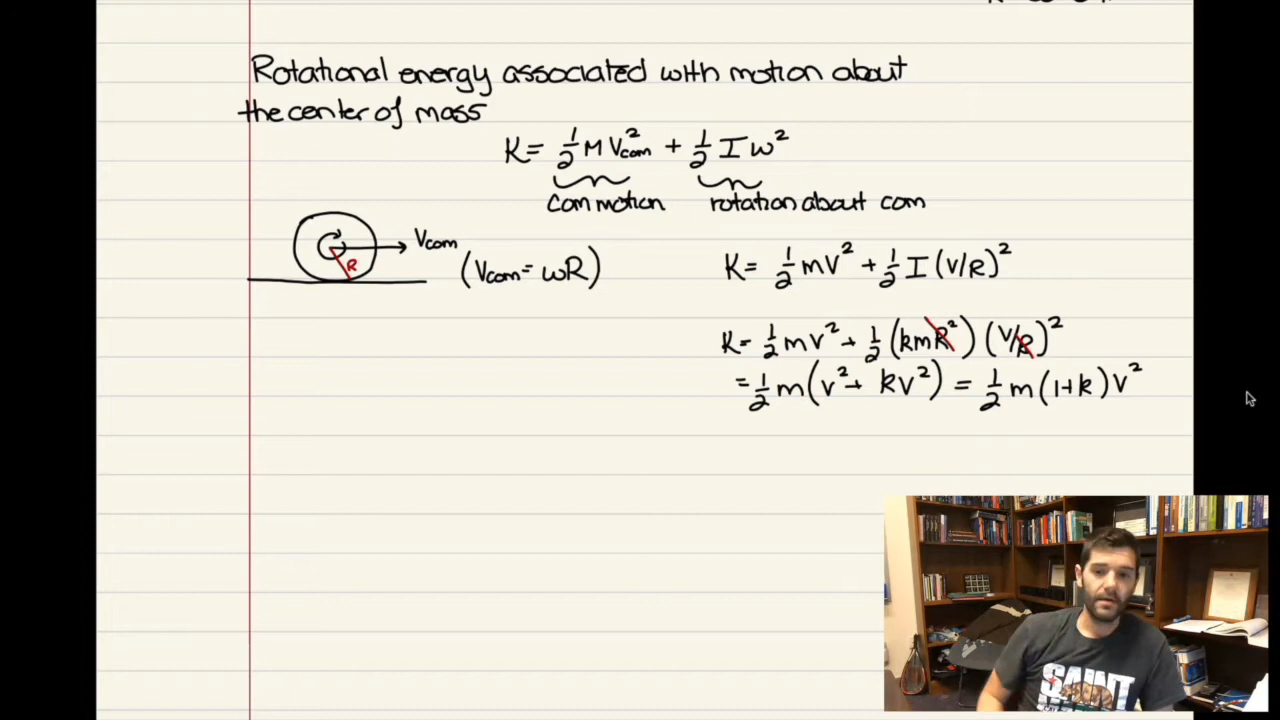 Rotational energy associated with motion about
the center of mass
K = 1/2 M Vcom² + 1/2 I ω²
com motion rotation about com
Vcom
R
(Vcom = ωR)
K = 1/2 mv² + 1/2 I (v/R)²
K = 1/2 mv² + 1/2 (kmR²) (v/R)²
= 1/2 m (v² + kv²) = 1/2 m (1+k) v²
SAINT